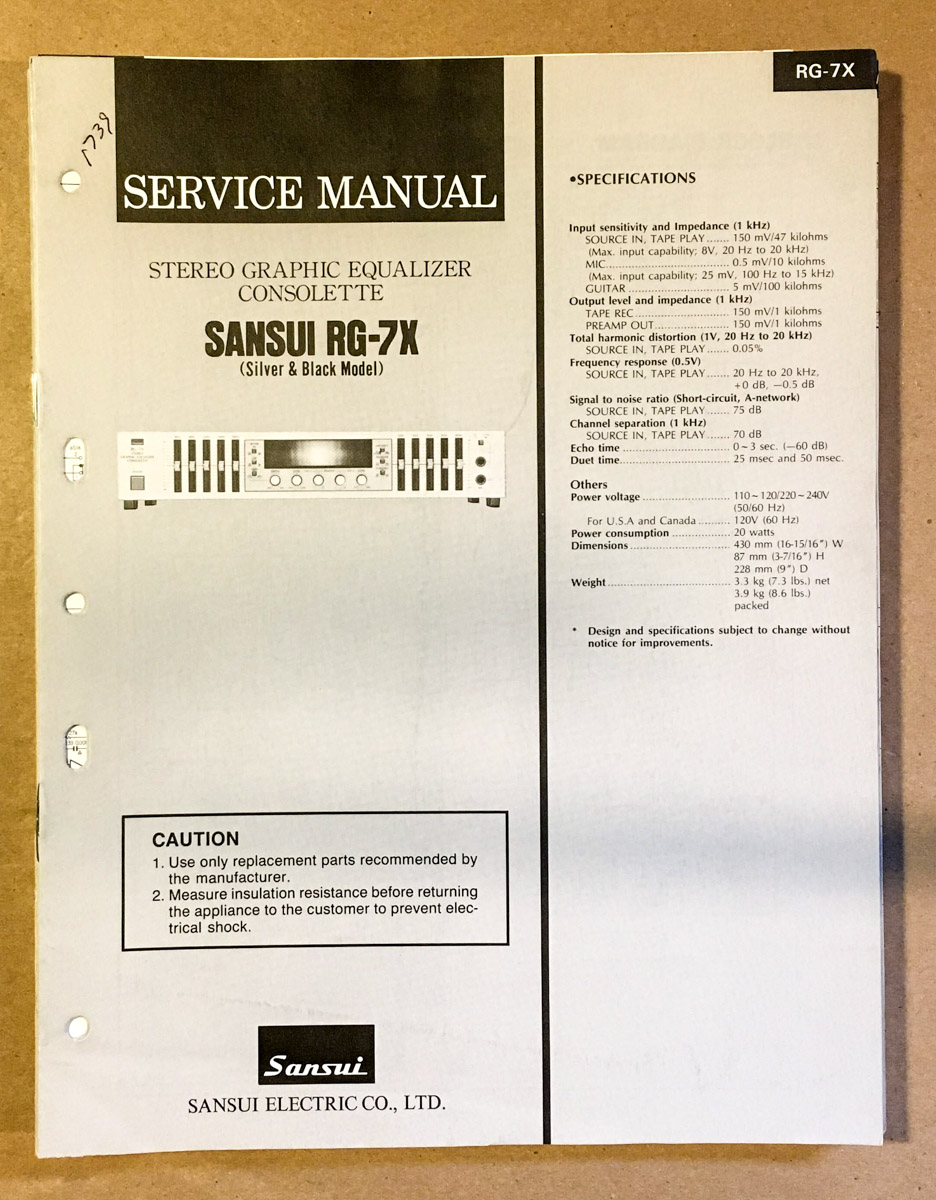 1739
SERVICE MANUAL
STEREO GRAPHIC EQUALIZER
CONSOLETTE
SANSUI RG-7X
(Silver & Black Model)
CAUTION
1. Use only replacement parts recommended by
the manufacturer.
2. Measure insulation resistance before returning
the appliance to the customer to prevent elec-
trical shock.
Sansui
SANSUI ELECTRIC CO., LTD.
RG-7X
•SPECIFICATIONS
Input sensitivity and Impedance (1 kHz)
SOURCE IN, TAPE PLAY ....... 150 mV/47 kilohms
(Max. input capability; 8V, 20 Hz to 20 kHz)
MIC.................................... 0.5 mV/10 kilohms
(Max. input capability; 25 mV, 100 Hz to 15 kHz)
GUITAR .............................. 5 mV/100 kilohms
Output level and impedance (1 kHz)
TAPE REC ............................ 150 mV/1 kilohms
PREAMP OUT...................... 150 mV/1 kilohms
Total harmonic distortion (1V, 20 Hz to 20 kHz)
SOURCE IN, TAPE PLAY ....... 0.05%
Frequency response (0.5V)
SOURCE IN, TAPE PLAY ....... 20 Hz to 20 kHz,
+0 dB, −0.5 dB
Signal to noise ratio (Short-circuit, A-network)
SOURCE IN, TAPE PLAY ....... 75 dB
Channel separation (1 kHz)
SOURCE IN, TAPE PLAY ....... 70 dB
Echo time ................................ 0~3 sec. (−60 dB)
Duet time................................. 25 msec and 50 msec.
Others
Power voltage .......................... 110~120/220~240V
(50/60 Hz)
For U.S.A and Canada .......... 120V (60 Hz)
Power consumption .................. 20 watts
Dimensions .............................. 430 mm (16-15/16") W
87 mm (3-7/16") H
228 mm (9") D
Weight..................................... 3.3 kg (7.3 lbs.) net
3.9 kg (8.6 lbs.)
packed
* Design and specifications subject to change without
notice for improvements.